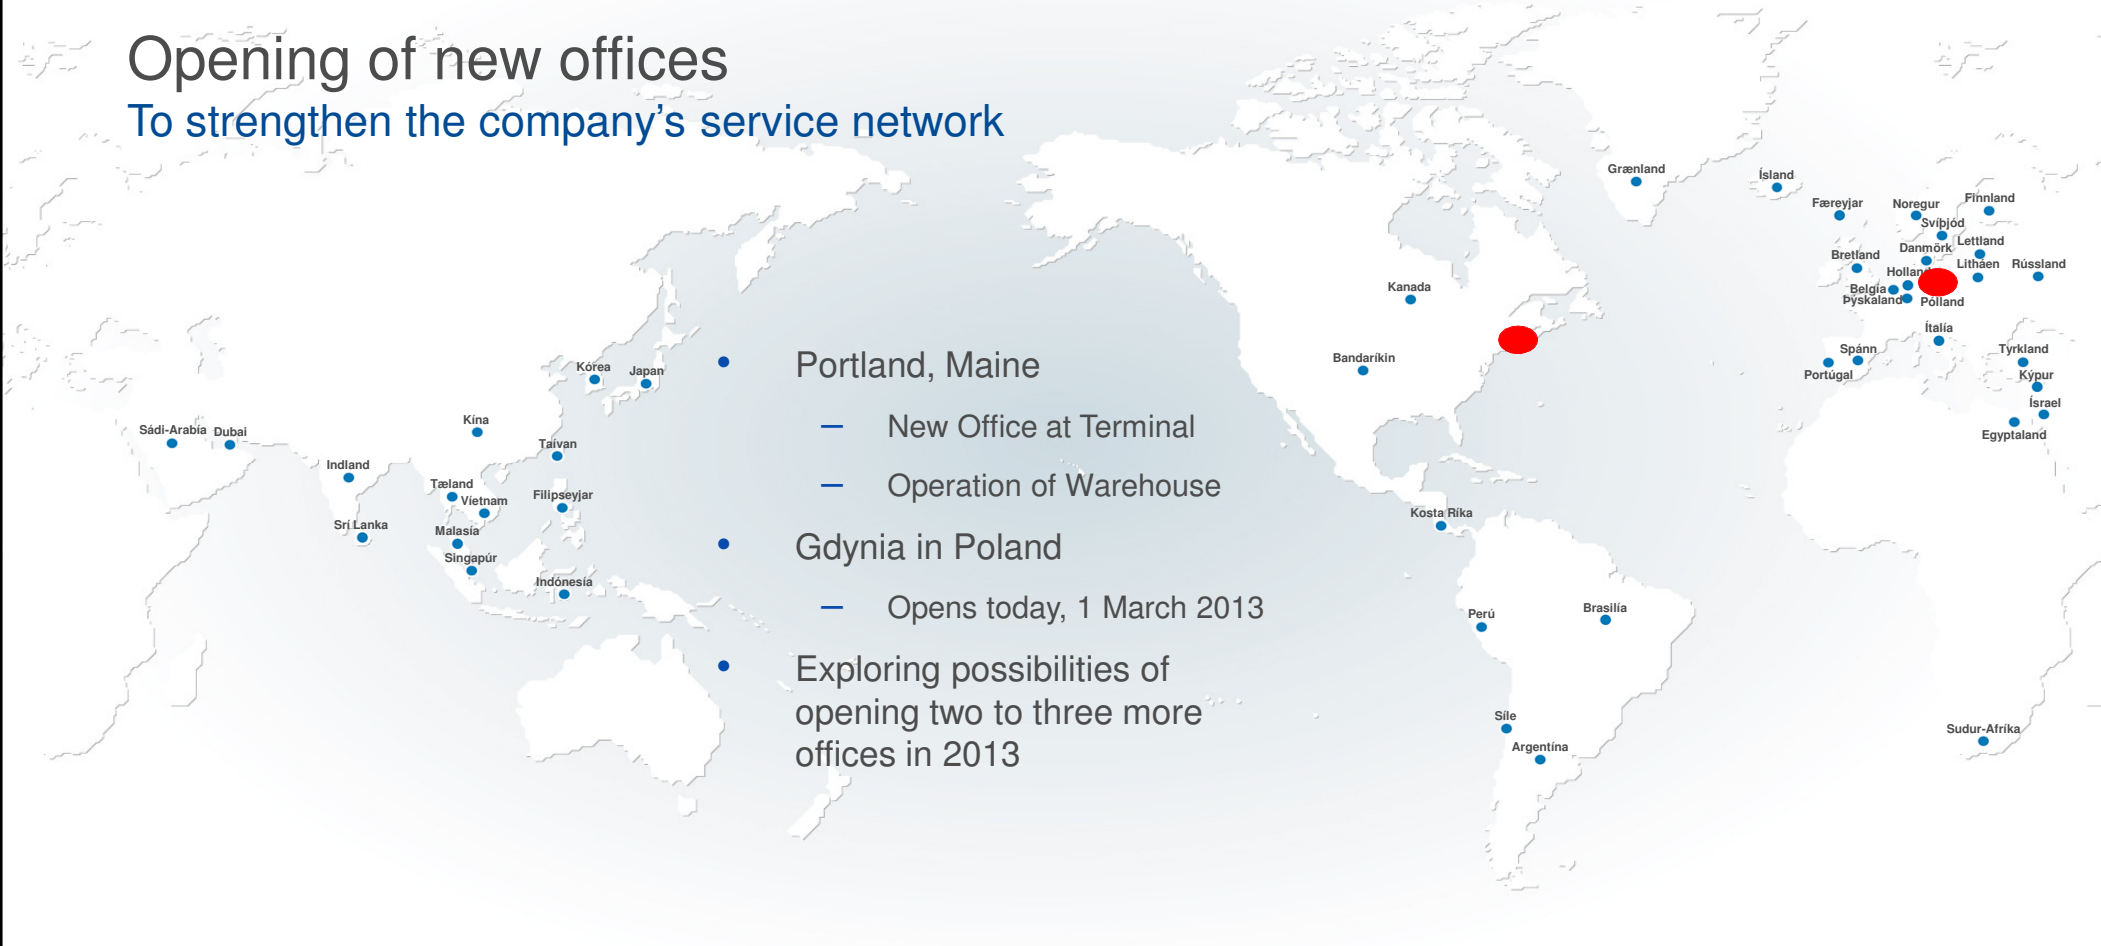 Opening of new offices
To strengthen the company's service network
• Portland, Maine
– New Office at Terminal
– Operation of Warehouse
• Gdynia in Poland
– Opens today, 1 March 2013
• Exploring possibilities of
opening two to three more
offices in 2013
Sádi-Arabía
Dubai
Indland
Srí Lanka
Kína
Tæland
Víetnam
Malasía
Singapúr
Indónesía
Filipseyjar
Taívan
Kórea
Japan
Kanada
Bandaríkin
Kosta Ríka
Perú
Brasilía
Síle
Argentína
Grænland
Ísland
Færeyjar
Noregur
Finnland
Svíþjód
Danmörk
Lettland
Bretland
Litháen
Rússland
Holland
Belgía
Þýskaland
Pólland
Ítalía
Spánn
Portúgal
Tyrkland
Kýpur
Ísrael
Egyptaland
Sudur-Afríka